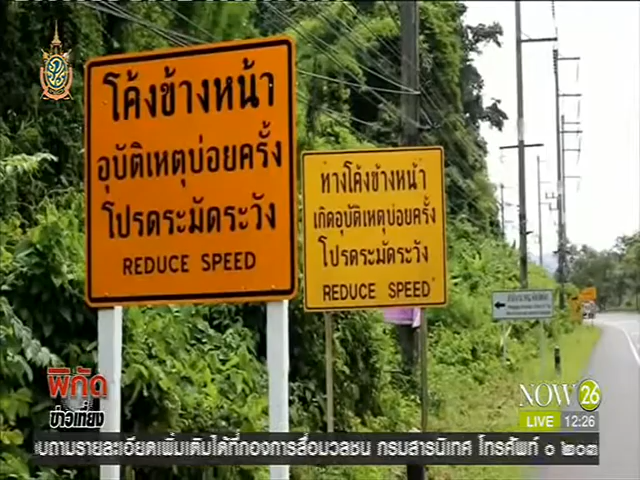 โค้งข้างหน้า
อุบัติเหตุบ่อยครั้ง
โปรดระมัดระวัง
REDUCE SPEED
ทางโค้งข้างหน้า
เกิดอุบัติเหตุบ่อยครั้ง
โปรดระมัดระวัง
REDUCE SPEED
พิกัด
ข่าวเที่ยง
NOW 26
LIVE 12:26
บถามรายละเอียดเพิ่มเติมได้ที่กองการสื่อมวลชน กรมสารนิเทศ โทรศัพท์ ๐ ๒๐๓